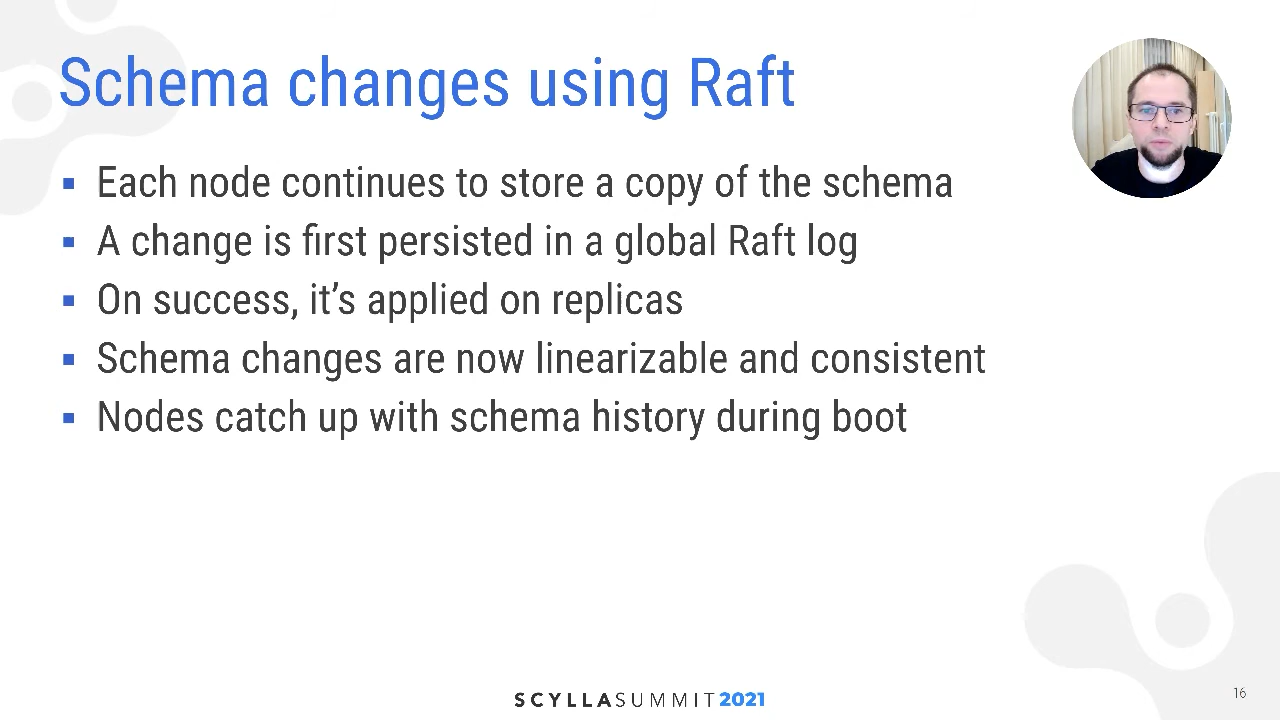 Schema changes using Raft
Each node continues to store a copy of the schema
A change is first persisted in a global Raft log
On success, it’s applied on replicas
Schema changes are now linearizable and consistent
Nodes catch up with schema history during boot
SCYLLASUMMIT2021
16